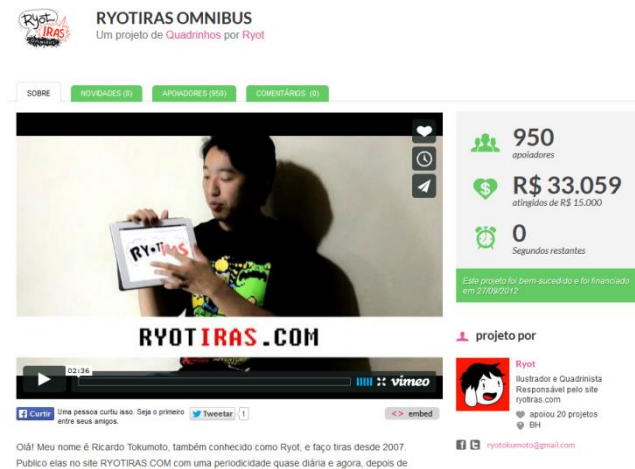 Ryot
IRAS
RYOTIRAS OMNIBUS
Um projeto de Quadrinhos por Ryot
SOBRE
NOVIDADES (8)
APOIADORES (950)
COMENTÁRIOS (0)
RYOTIRAS
RYOTIRAS.COM
02:36
vimeo
950
apoiadores
R$ 33.059
atingidos de R$ 15.000
0
Segundos restantes
Este projeto foi bem-sucedido e foi financiado
em 27/09/2012
projeto por
Ryot
Ilustrador e Quadrinista
Responsável pelo site
ryotiras.com
apoiou 20 projetos
BH
ryotokumoto@gmail.com
Curtir
Uma pessoa curtiu isso. Seja o primeiro
entre seus amigos.
Tweetar
1
<> embed
Olá! Meu nome é Ricardo Tokumoto, também conhecido como Ryot, e faço tiras desde 2007.
Publico elas no site RYOTIRAS.COM com uma periodicidade quase diária e agora, depois de